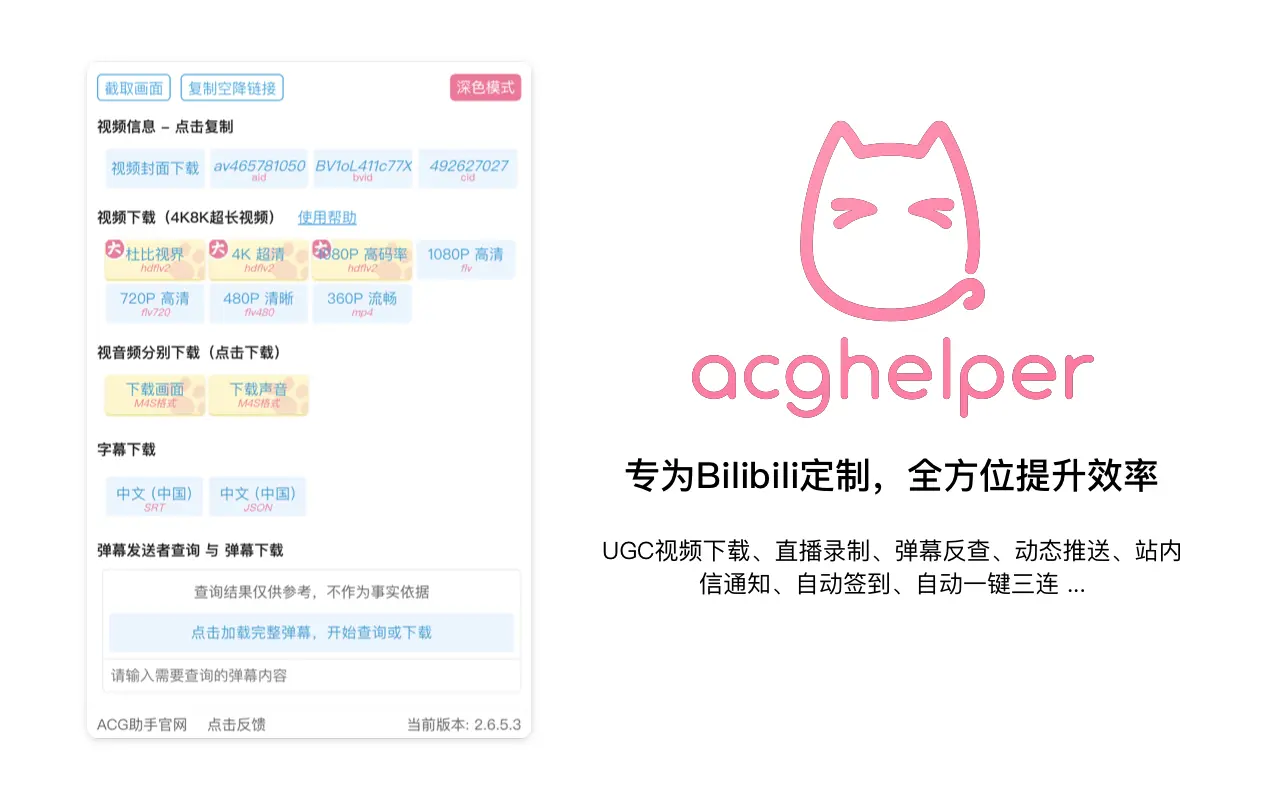 截取画面 复制空降链接 深色模式
视频信息 – 点击复制
视频封面下载 av465781050 BV1oL411c77X 492627027
aid bvid cid
视频下载（4K8K超长视频） 使用帮助
大 杜比视界 大 4K 超清 大 1080P 高码率 1080P 高清
hdflv2 hdflv2 hdflv2 flv
720P 高清 480P 清晰 360P 流畅
flv720 flv480 mp4
视音频分别下载（点击下载）
下载画面 下载声音
M4S格式 M4S格式
字幕下载
中文 (中国) 中文 (中国)
SRT JSON
弹幕发送者查询 与 弹幕下载
查询结果仅供参考，不作为事实依据
点击加载完整弹幕，开始查询或下载
请输入需要查询的弹幕内容
ACG助手官网 点击反馈 当前版本: 2.6.5.3
acghelper
专为Bilibili定制，全方位提升效率
UGC视频下载、直播录制、弹幕反查、动态推送、站内
信通知、自动签到、自动一键三连 ...